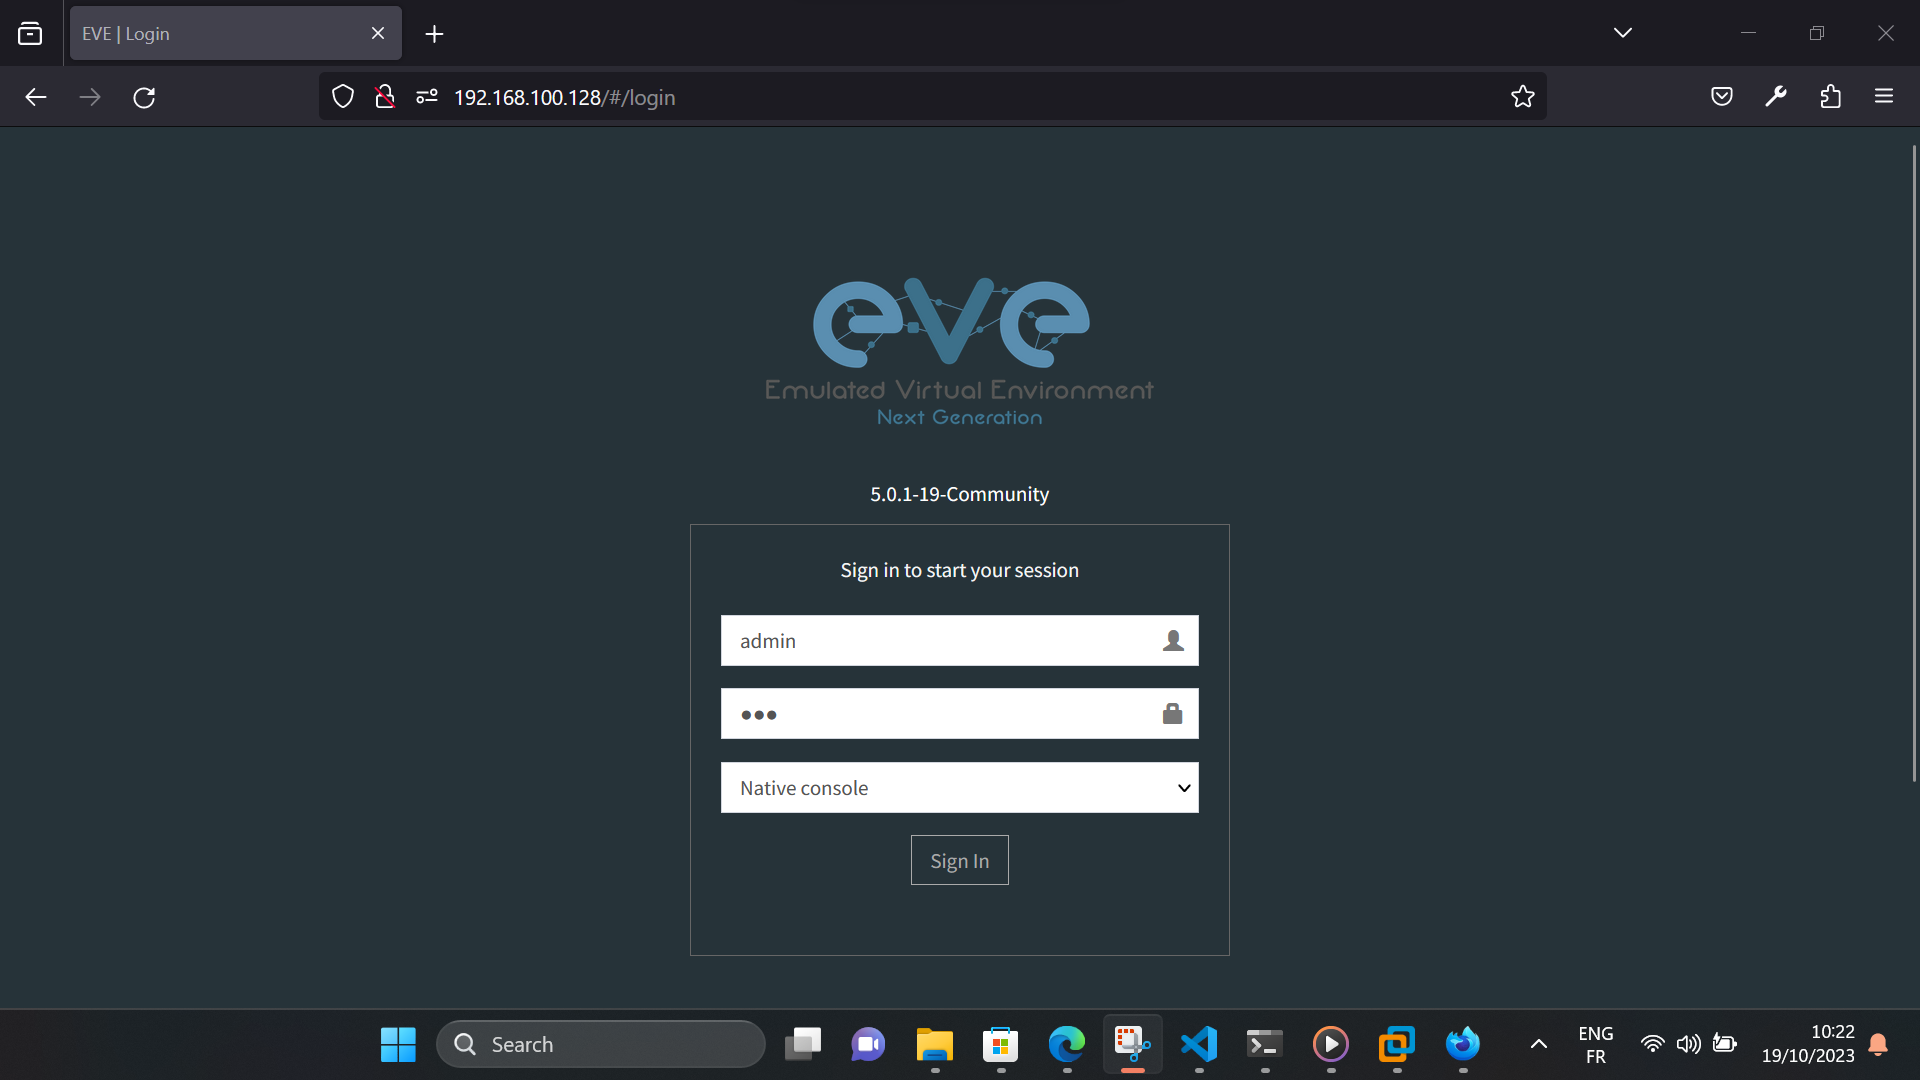 EVE | Login
192.168.100.128/#/login
eve
Emulated Virtual Environment
Next Generation
5.0.1-19-Community
Sign in to start your session
admin
Native console
Sign In
Search
ENG
FR
10:22
19/10/2023